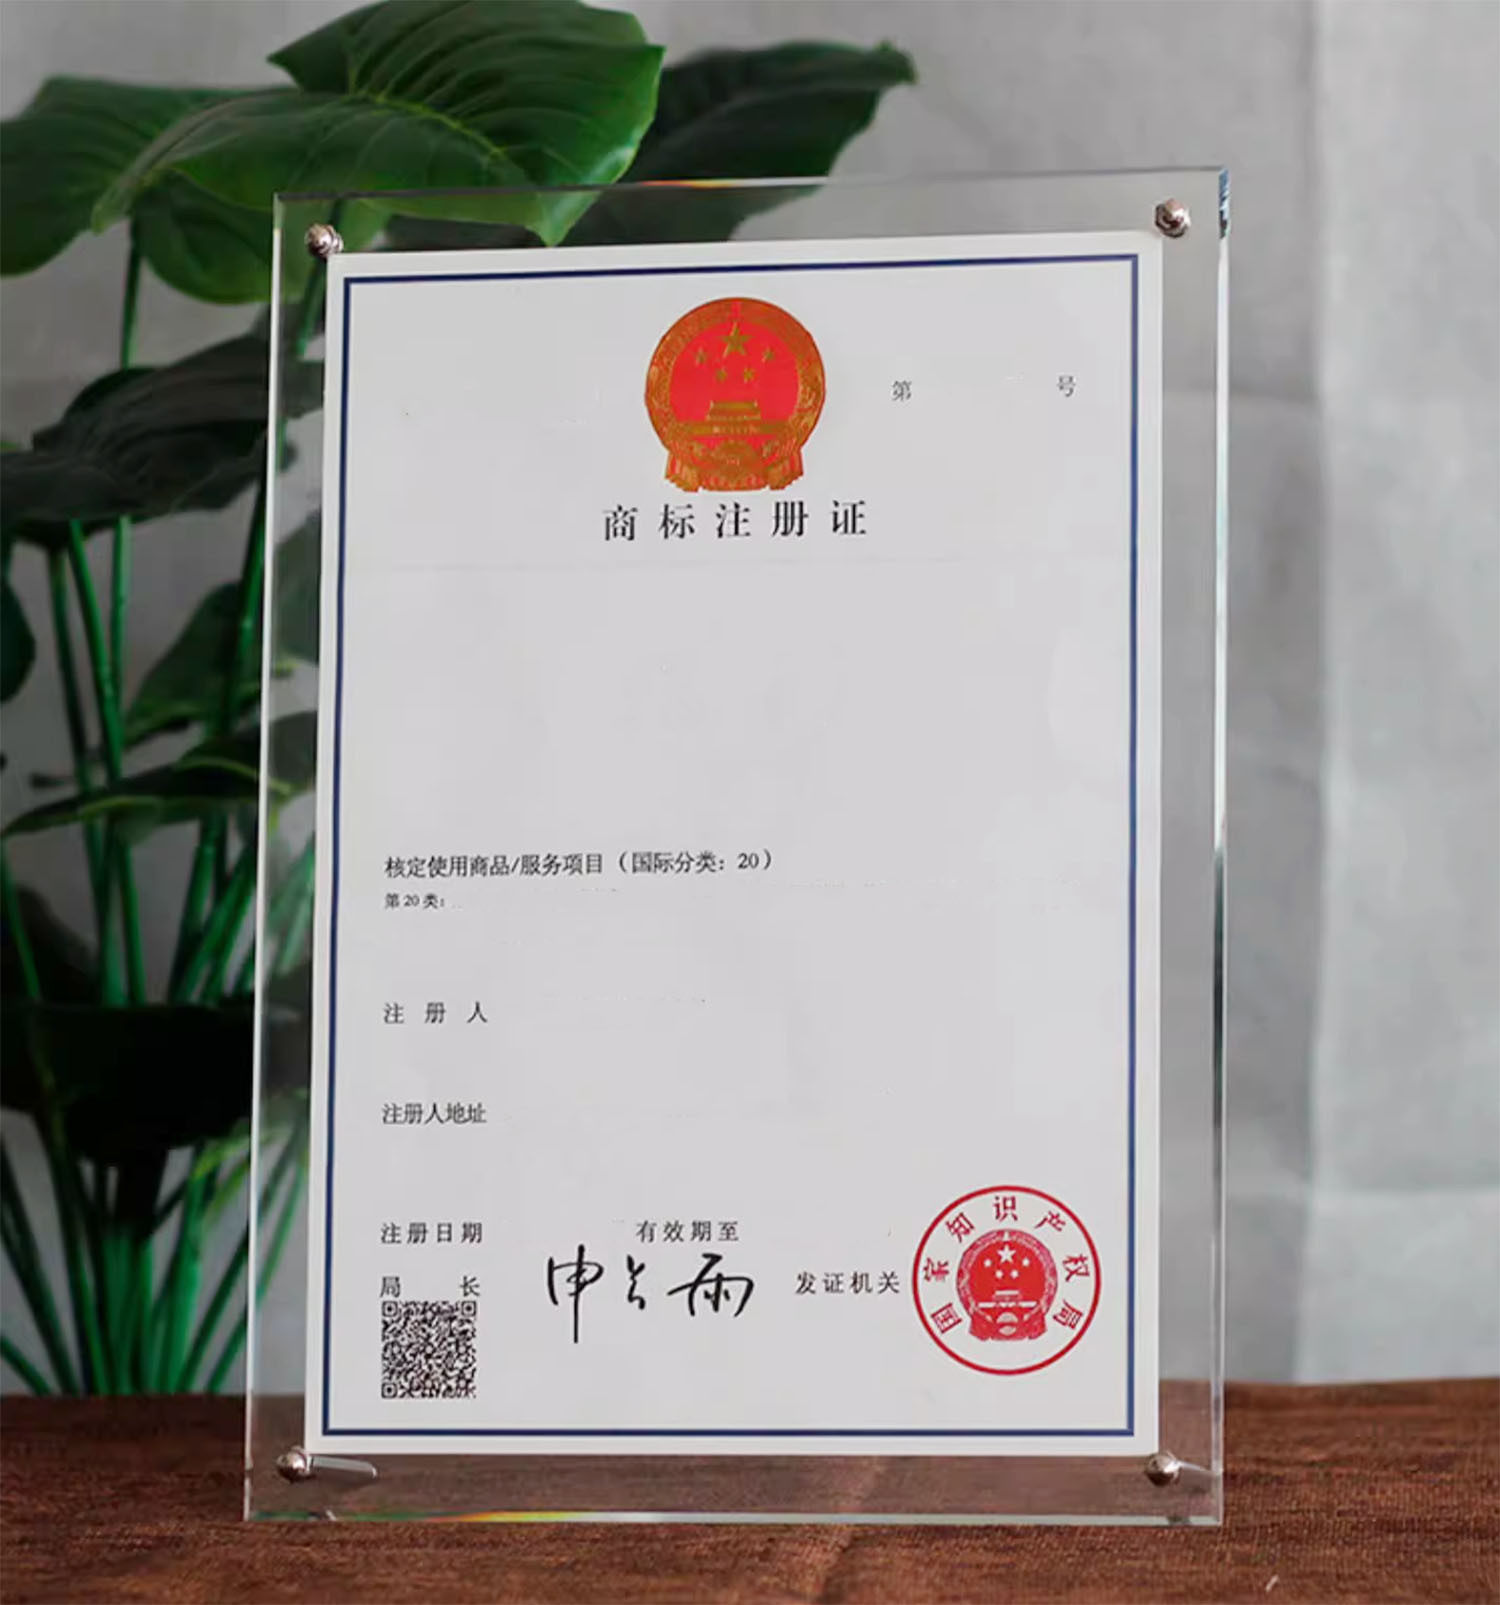 第 号
商标注册证
核定使用商品/服务项目（国际分类：20）
第20类：
注册人
注册人地址
注册日期 有效期至
局长 申长雨 发证机关
国家知识产权局